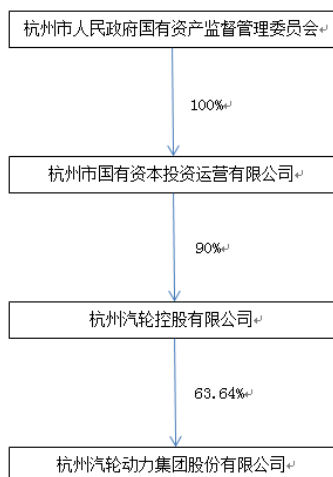 杭州市人民政府国有资产监督管理委员会
100%
杭州市国有资本投资运营有限公司
90%
杭州汽轮控股有限公司
63.64%
杭州汽轮动力集团股份有限公司